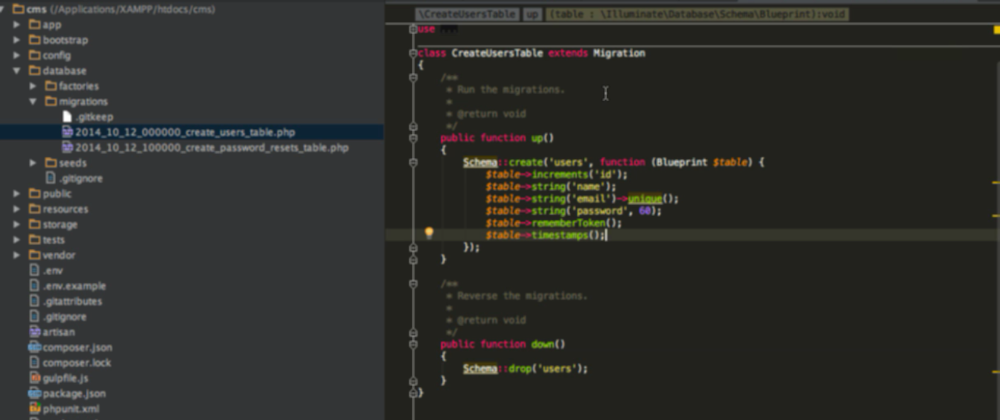 cms (/Applications/XAMPP/htdocs/cms)
app
bootstrap
config
database
factories
migrations
.gitkeep
2014_10_12_000000_create_users_table.php
2014_10_12_100000_create_password_resets_table.php
seeds
.gitignore
public
resources
storage
tests
vendor
.env
.env.example
.gitattributes
.gitignore
artisan
composer.json
composer.lock
gulpfile.js
package.json
phpunit.xml
\CreateUsersTable up (table : \Illuminate\Database\Schema\Blueprint):void
use ...
class CreateUsersTable extends Migration
{
/**
* Run the migrations.
*
* @return void
*/
public function up()
{
Schema::create('users', function (Blueprint $table) {
$table->increments('id');
$table->string('name');
$table->string('email')->unique();
$table->string('password', 60);
$table->rememberToken();
$table->timestamps();
});
}
/**
* Reverse the migrations.
*
* @return void
*/
public function down()
{
Schema::drop('users');
}
}